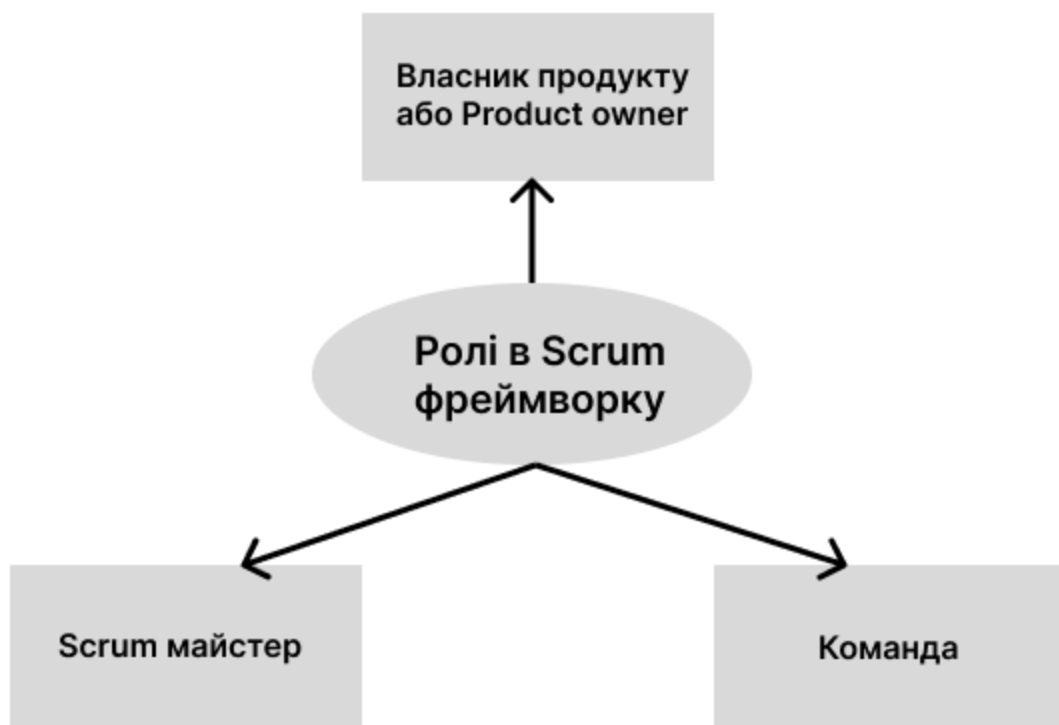 Власник продукту
або Product owner
Ролі в Scrum
фреймворку
Scrum майстер
Команда